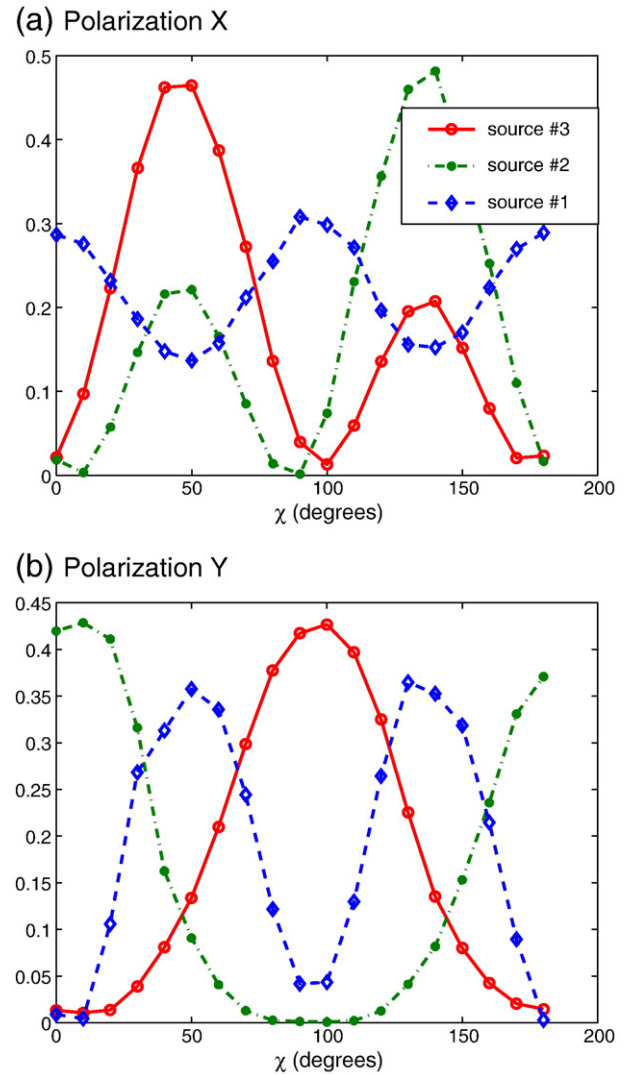 (a) Polarization X
0.5
0.4
0.3
0.2
0.1
0
source #3
source #2
source #1
0 50 100 150 200
χ (degrees)
(b) Polarization Y
0.45
0.4
0.35
0.3
0.25
0.2
0.15
0.1
0.05
0
0 50 100 150 200
χ (degrees)